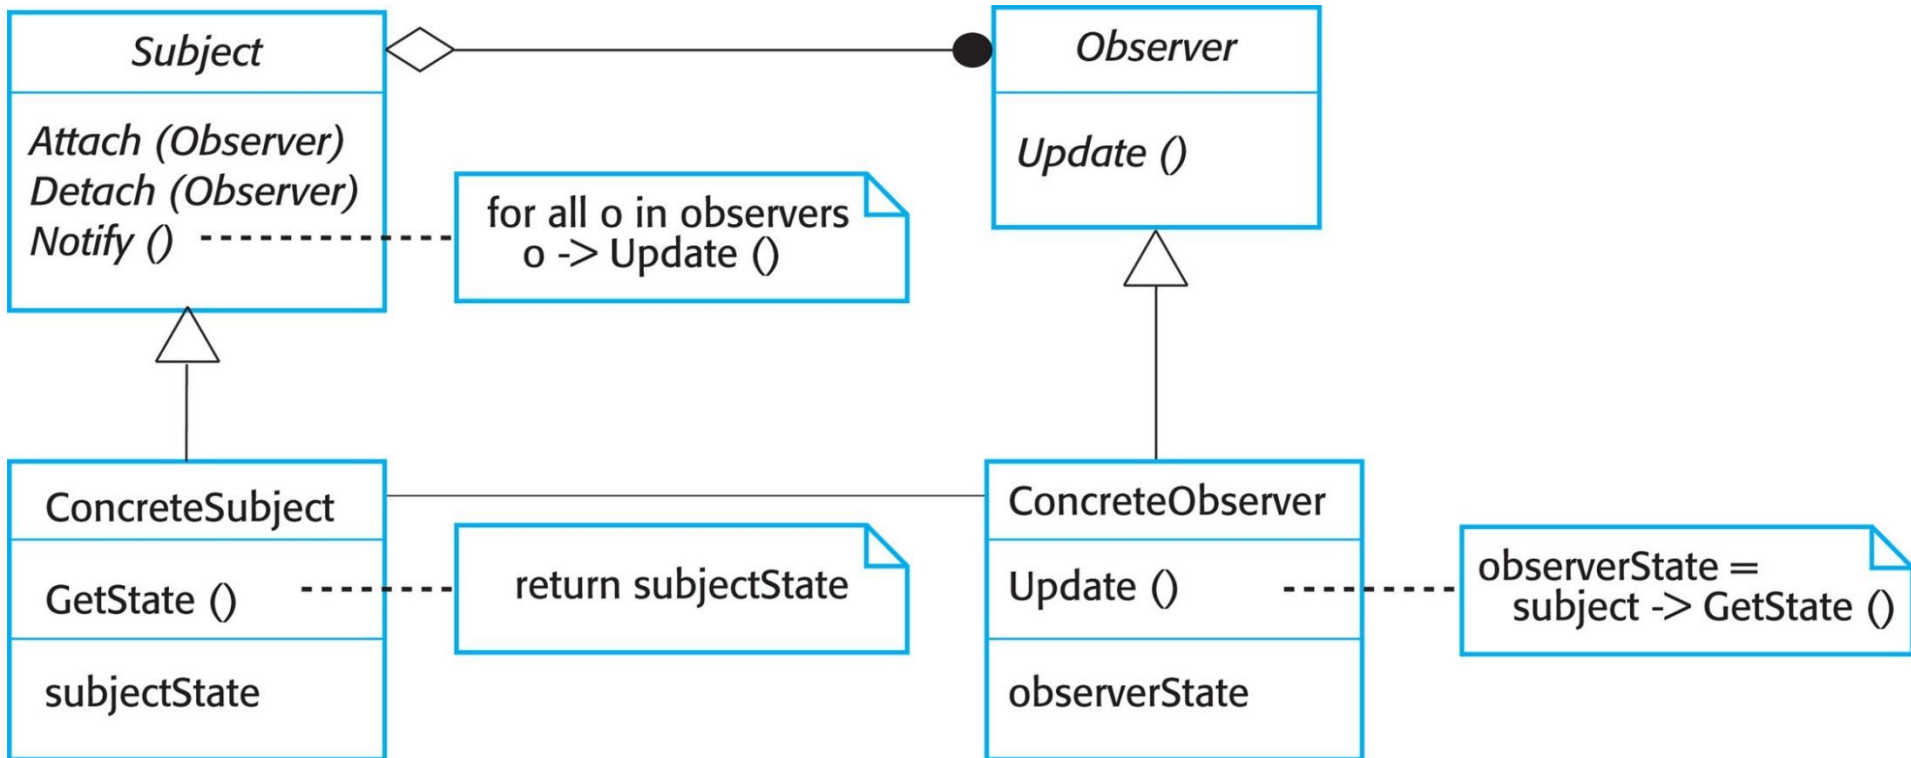 Subject
Attach (Observer)
Detach (Observer)
Notify ()
for all o in observers
o -> Update ()
Observer
Update ()
ConcreteSubject
GetState ()
subjectState
return subjectState
ConcreteObserver
Update ()
observerState
observerState =
subject -> GetState ()